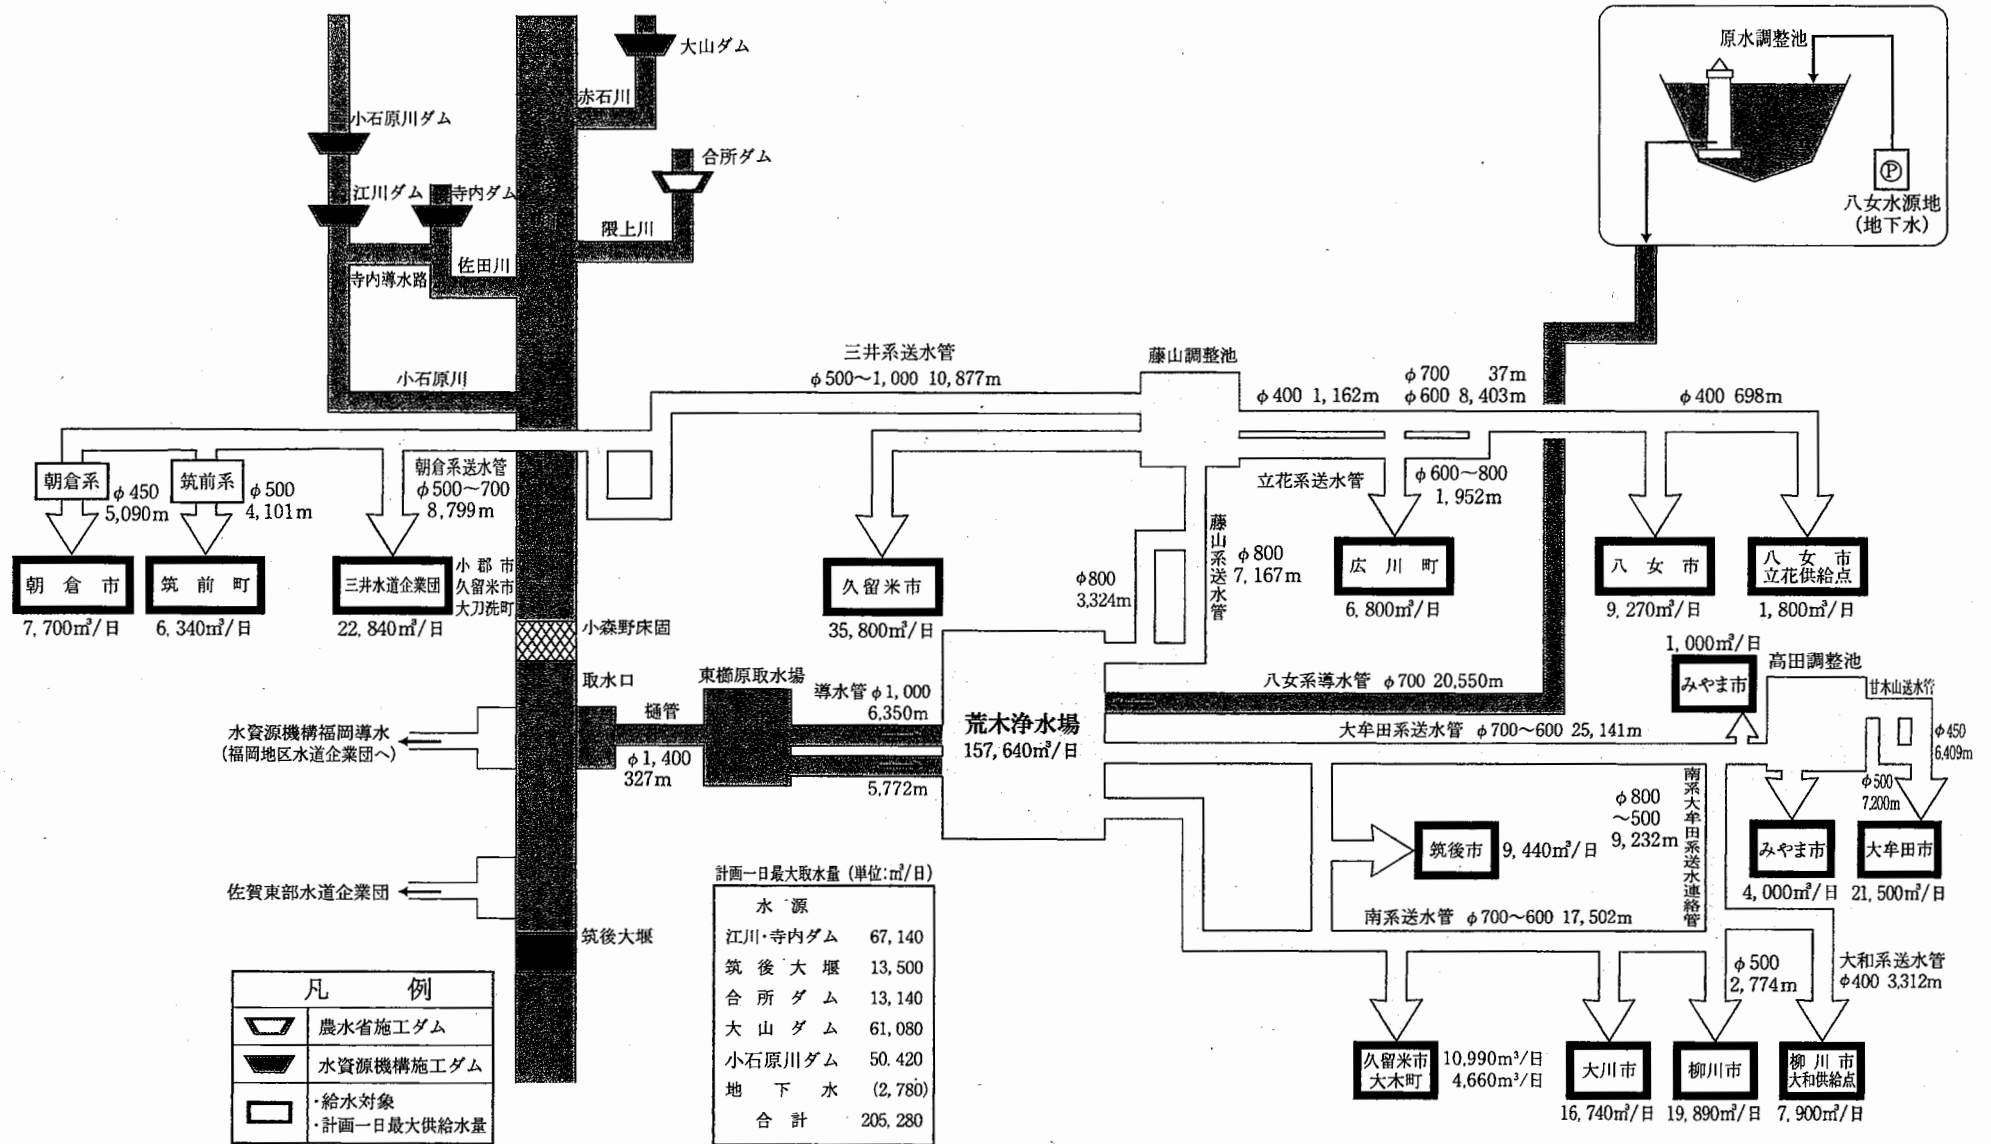 大山ダム
赤石川
小石原川ダム
合所ダム
江川ダム
寺内ダム
隈上川
佐田川
寺内導水路
小石原川
原水調整池
Ⓟ
八女水源地
(地下水)
三井系送水管
φ500〜1,000 10,877m
藤山調整池
φ400 1,162m
φ700 37m
φ600 8,403m
φ400 698m
朝倉系
φ450
5,090m
筑前系
φ500
4,101m
朝倉系送水管
φ500〜700
8,799m
立花系送水管
φ600〜800
1,952m
藤山系送水管
φ800
7,167m
φ800
3,324m
朝倉市
7,700㎥/日
筑前町
6,340㎥/日
三井水道企業団
小郡市
久留米市
大刀洗町
22,840㎥/日
久留米市
35,800㎥/日
広川町
6,800㎥/日
八女市
9,270㎥/日
八女市
立花供給点
1,800㎥/日
小森野床固
取水口
東櫛原取水場
樋管
φ1,400
327m
導水管φ1,000
6,350m
5,772m
荒木浄水場
157,640㎥/日
八女系導水管 φ700 20,550m
大牟田系送水管 φ700〜600 25,141m
1,000㎥/日
みやま市
高田調整池
甘木山送水管
φ450
6,409m
φ500
7,200m
水資源機構福岡導水
(福岡地区水道企業団へ)
筑後市
9,440㎥/日
φ800
〜500
9,232m
南系大牟田系送水連絡管
みやま市
4,000㎥/日
大牟田市
21,500㎥/日
佐賀東部水道企業団
南系送水管 φ700〜600 17,502m
筑後大堰
φ500
2,774m
大和系送水管
φ400 3,312m
久留米市
大木町
10,990m³/日
4,660m³/日
大川市
16,740㎥/日
柳川市
19,890㎥/日
柳川市
大和供給点
7,900㎥/日
計画一日最大取水量 (単位:㎥/日)
水源
江川・寺内ダム 67,140
筑後大堰 13,500
合所ダム 13,140
大山ダム 61,080
小石原川ダム 50.420
地下水 (2,780)
合計 205,280
凡例
農水省施工ダム
水資源機構施工ダム
・給水対象
・計画一日最大供給水量